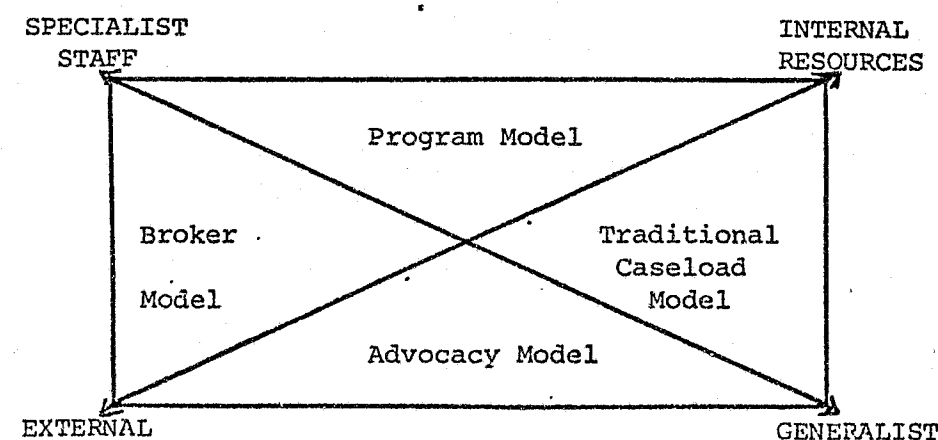 SPECIALIST
STAFF
INTERNAL
RESOURCES
Program Model
Broker
Model
Traditional
Caseload
Model
Advocacy Model
EXTERNAL
GENERALIST